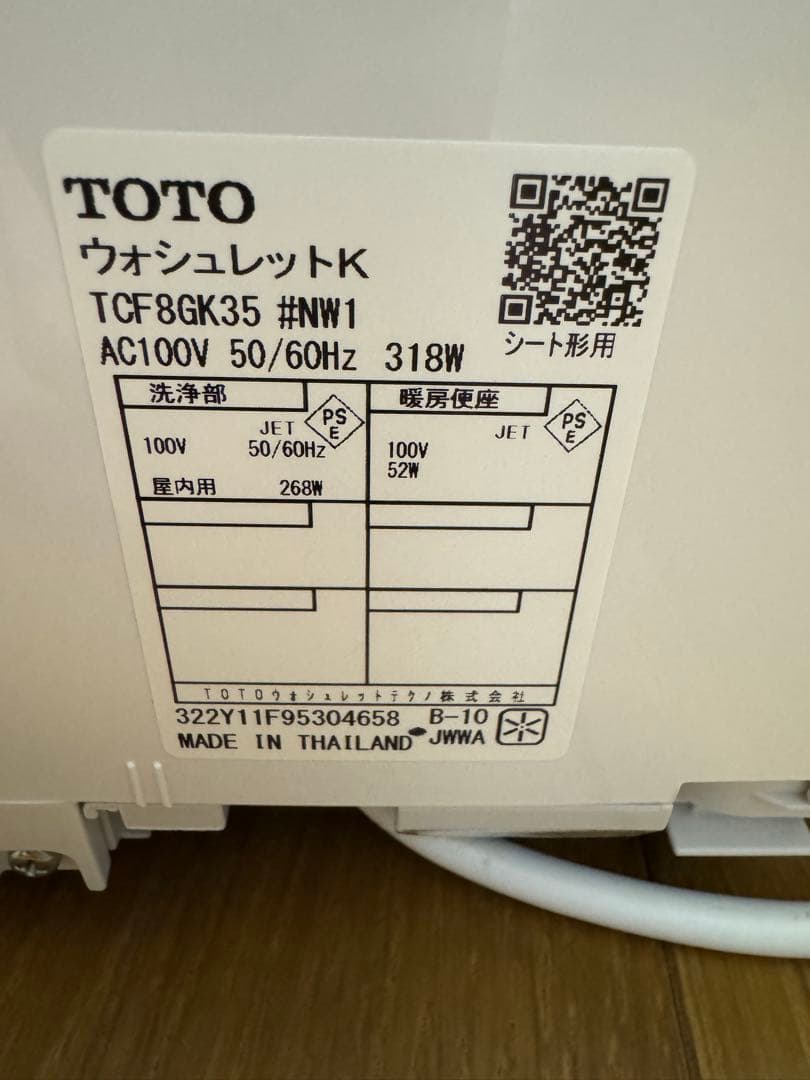 TOTO
ウォシュレットK
TCF8GK35 #NW1
AC100V 50/60Hz 318W
シート形用
洗浄部
JET
PS
E
100V 50/60Hz
屋内用 268W
暖房便座
JET
PS
E
100V
52W
TOTOウォシュレットテクノ株式会社
322Y11F95304658 B-10
MADE IN THAILAND JWWA